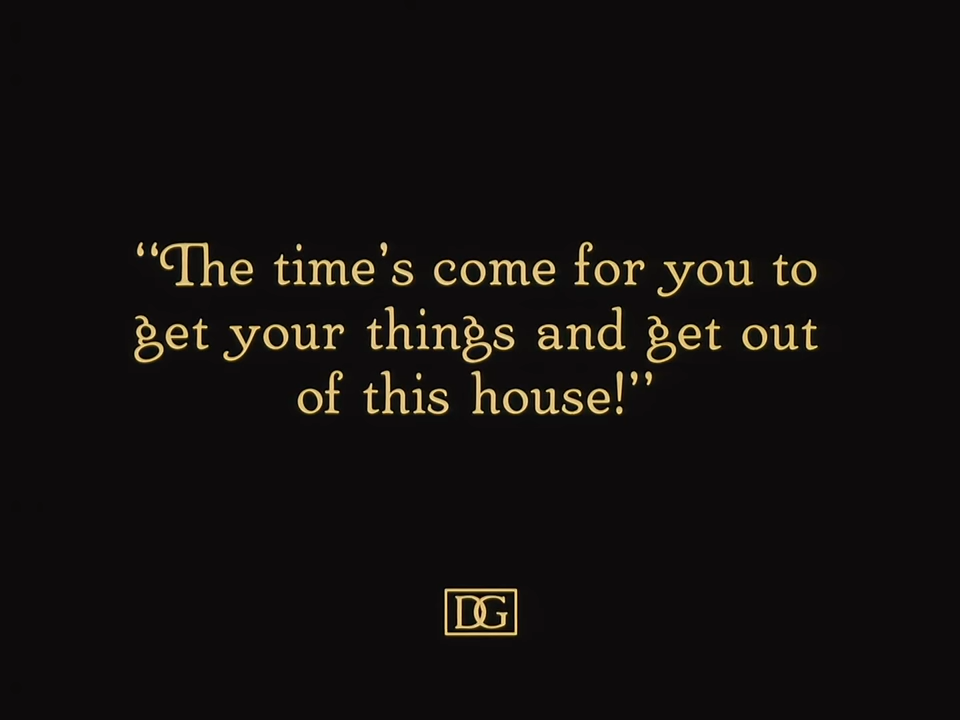 “The time’s come for you to
get your things and get out
of this house!”
DG